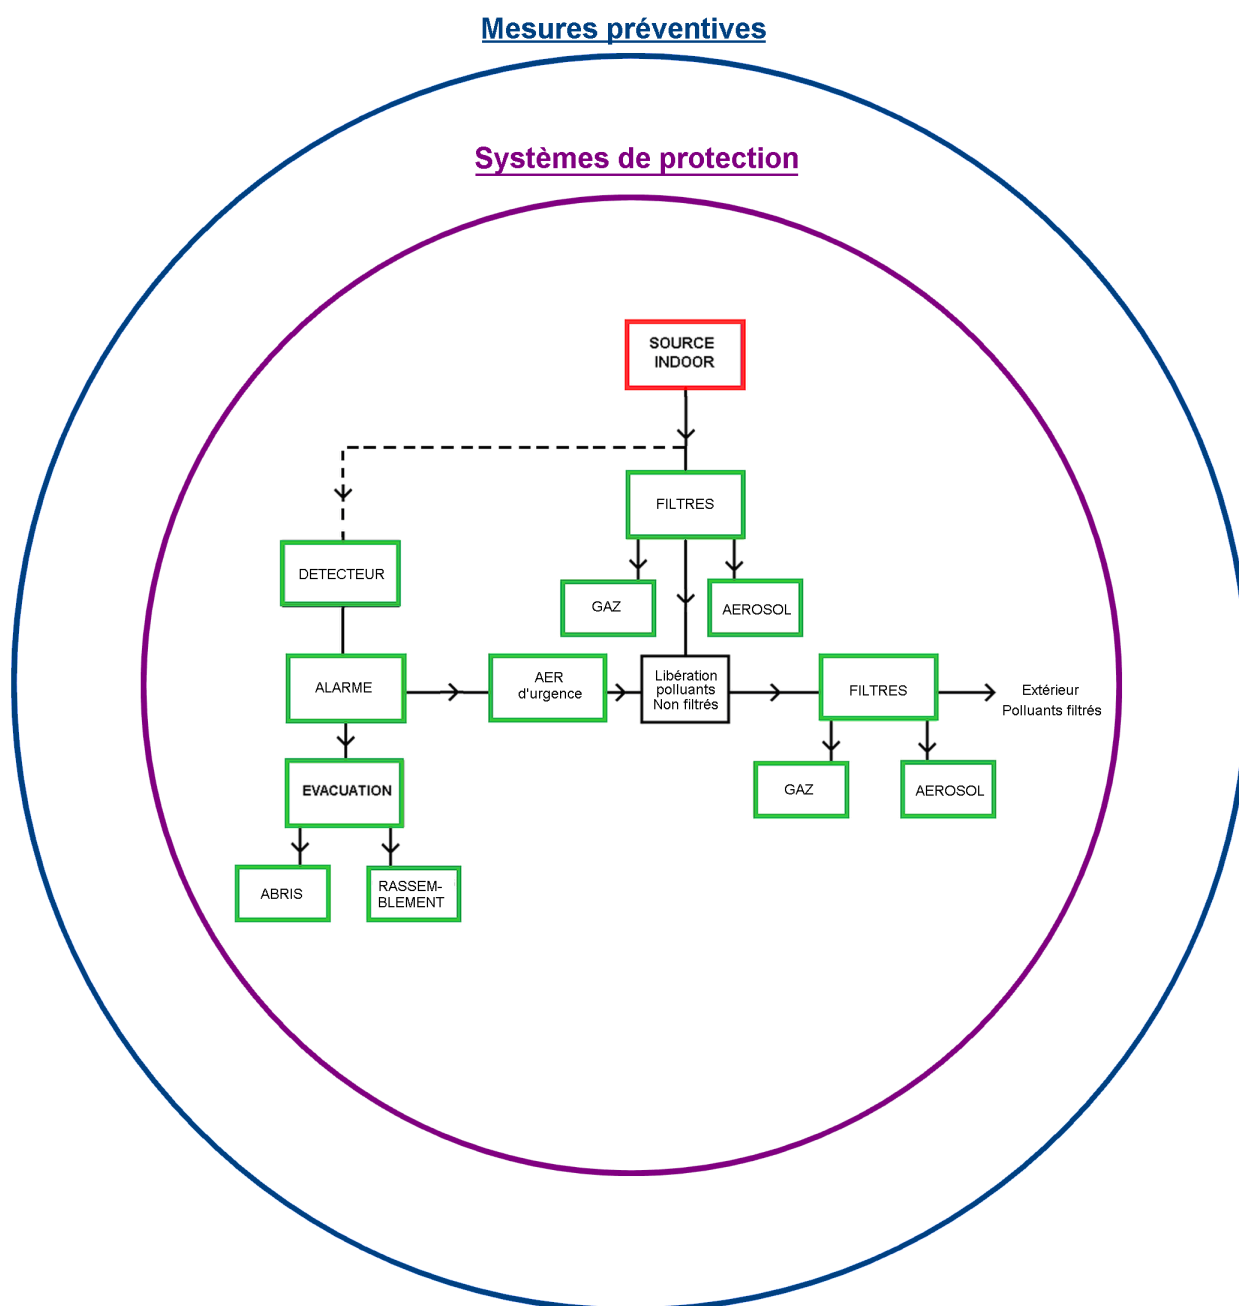 Mesures préventives
Systèmes de protection
SOURCE
INDOOR
FILTRES
DETECTEUR
GAZ
AEROSOL
ALARME
AER
d'urgence
Libération
polluants
Non filtrés
FILTRES
Extérieur
Polluants filtrés
EVACUATION
GAZ
AEROSOL
ABRIS
RASSEM-
BLEMENT